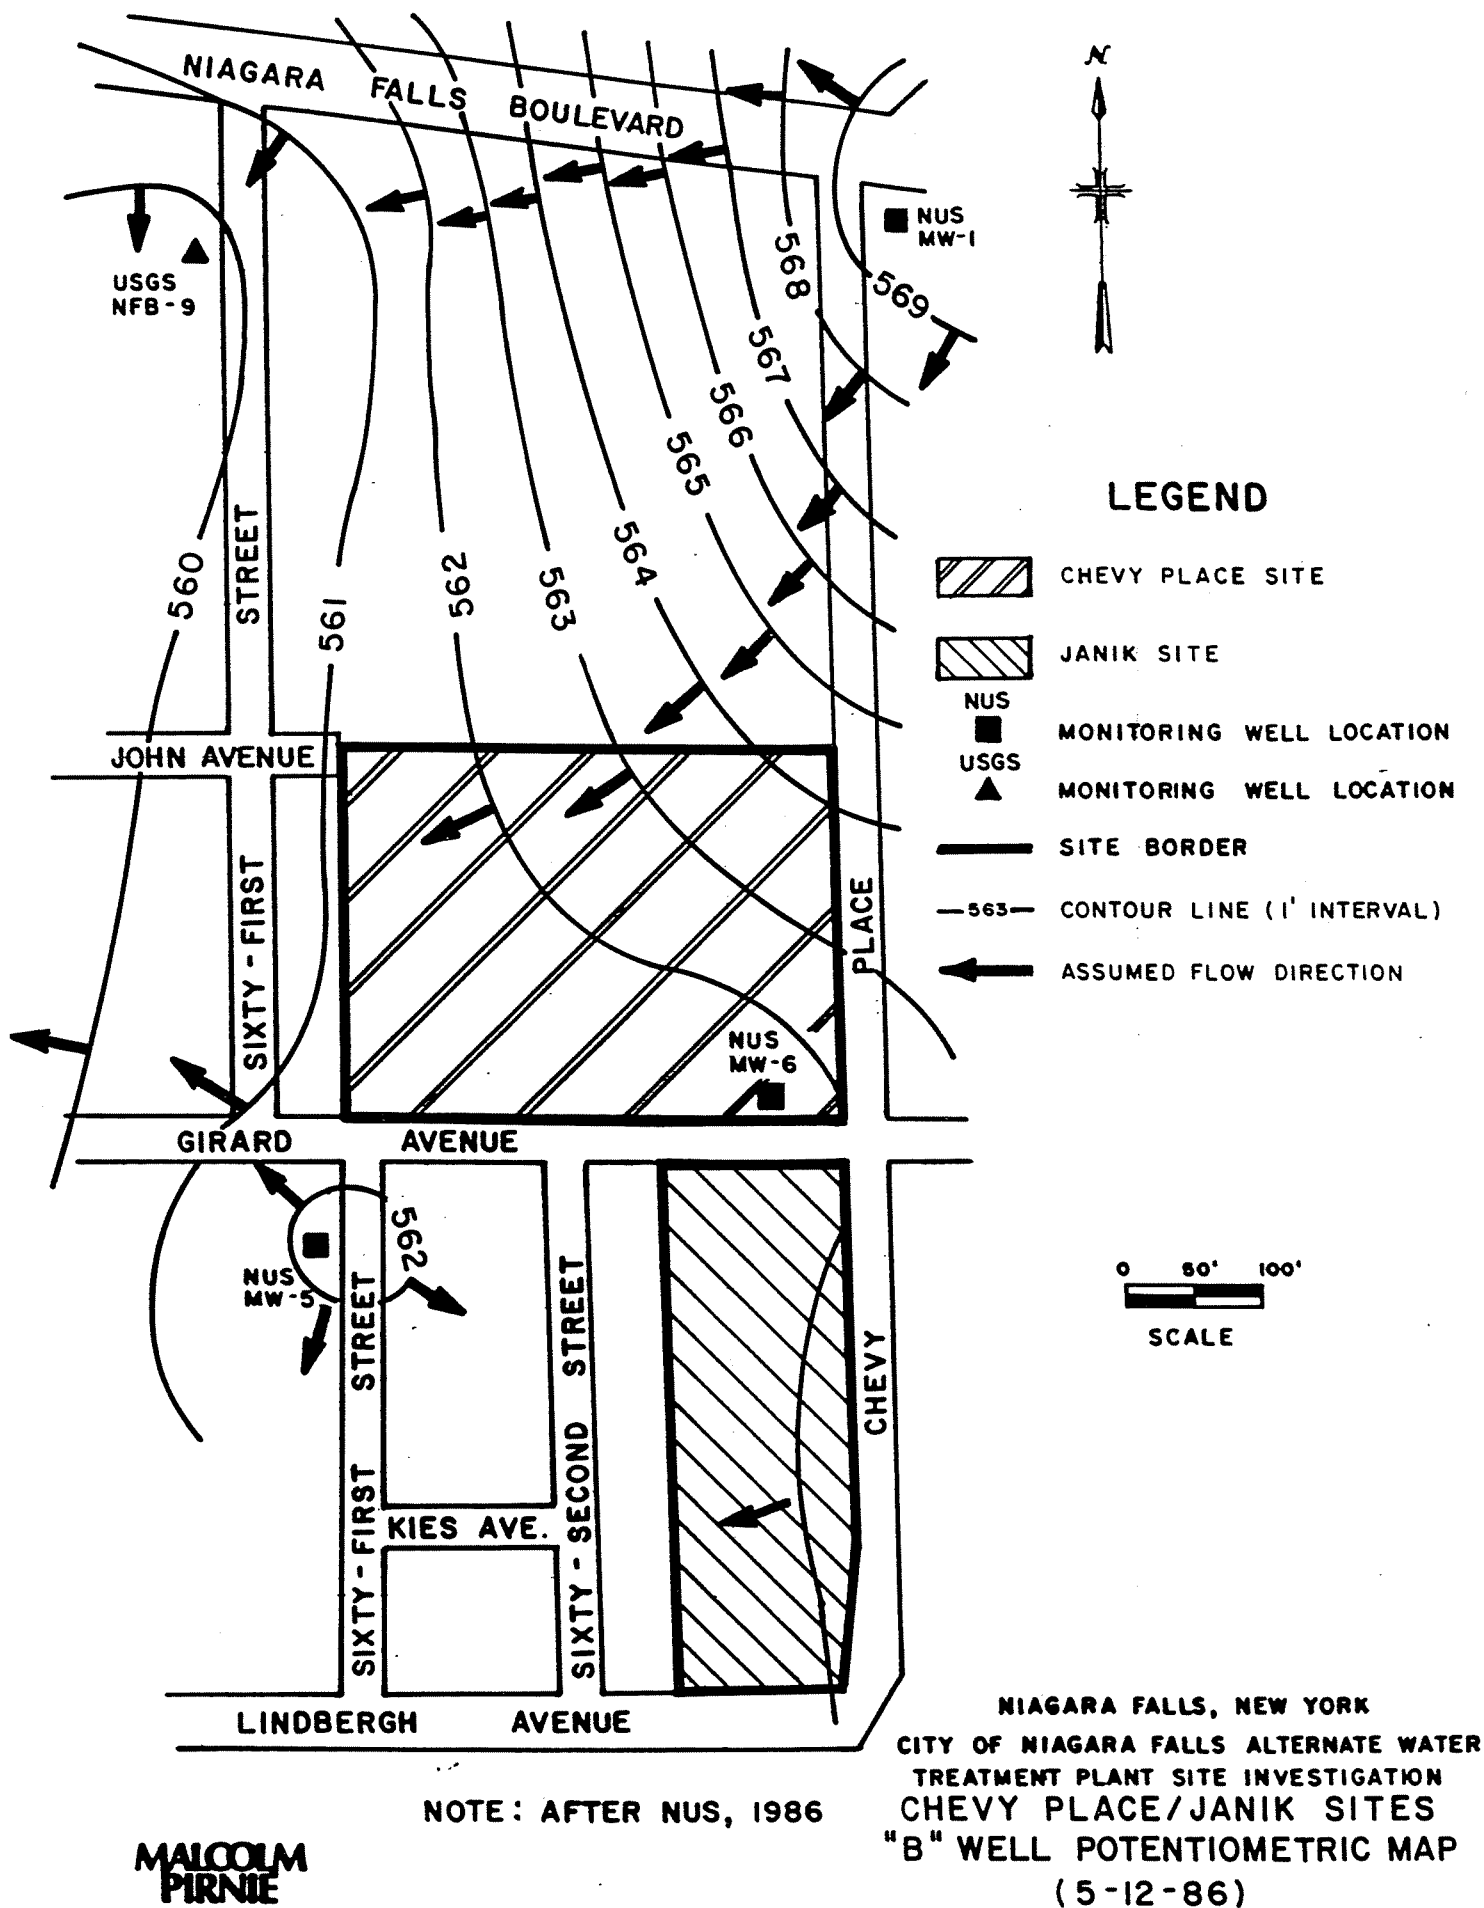 N
NIAGARA FALLS BOULEVARD
NUS
MW-1
USGS
NFB-9
568
569
567
566
565
564
563
562
561
560
STREET
LEGEND
CHEVY PLACE SITE
JANIK SITE
NUS
MONITORING WELL LOCATION
USGS
MONITORING WELL LOCATION
SITE BORDER
563
CONTOUR LINE (1' INTERVAL)
ASSUMED FLOW DIRECTION
JOHN AVENUE
SIXTY-FIRST
PLACE
NUS
MW-6
GIRARD AVENUE
562
NUS
MW-5
SIXTY-FIRST STREET
SIXTY-SECOND STREET
CHEVY
KIES AVE.
0 50' 100'
SCALE
LINDBERGH AVENUE
NIAGARA FALLS, NEW YORK
CITY OF NIAGARA FALLS ALTERNATE WATER
TREATMENT PLANT SITE INVESTIGATION
CHEVY PLACE/JANIK SITES
"B" WELL POTENTIOMETRIC MAP
(5-12-86)
NOTE: AFTER NUS, 1986
MALCOLM
PIRNIE